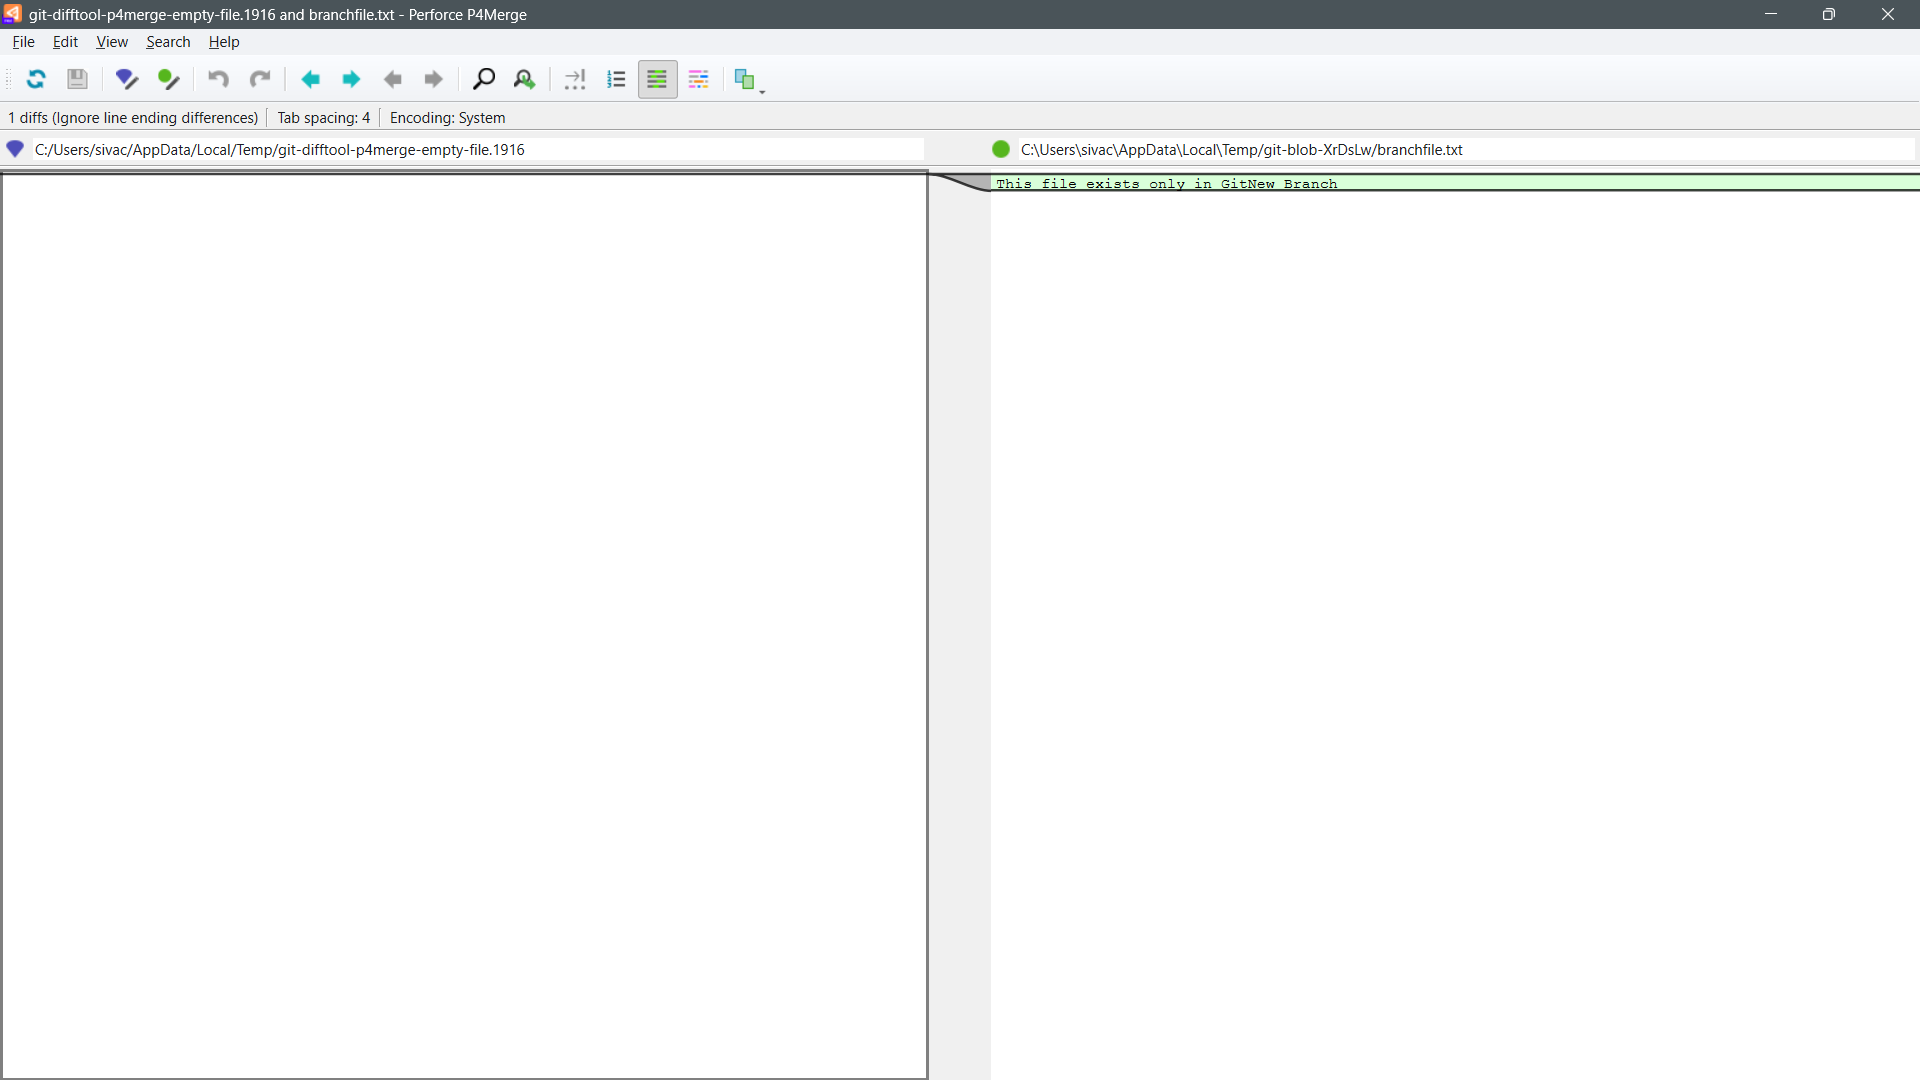 git-difftool-p4merge-empty-file.1916 and branchfile.txt - Perforce P4Merge
File Edit View Search Help
1 diffs (Ignore line ending differences) Tab spacing: 4 Encoding: System
C:/Users/sivac/AppData/Local/Temp/git-difftool-p4merge-empty-file.1916
C:\Users\sivac\AppData\Local\Temp/git-blob-XrDsLw/branchfile.txt
This file exists only in GitNew Branch